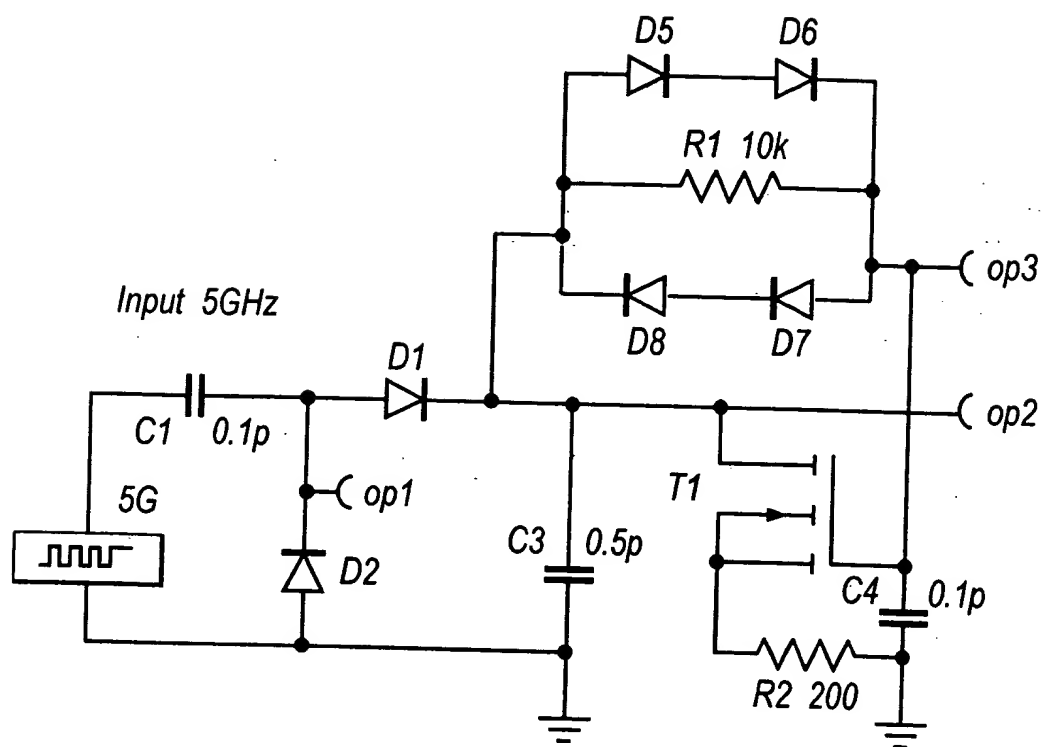 D5
D6
R1 10k
op3
Input 5GHz
D8
D7
D1
op2
C1
0.1p
op1
T1
5G
C3
0.5p
D2
C4
0.1p
R2 200